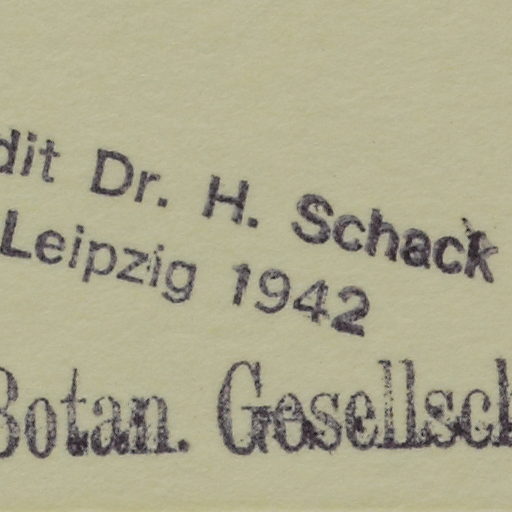 dit Dr. H. Schack
Leipzig 1942
Botan. Gesellsch